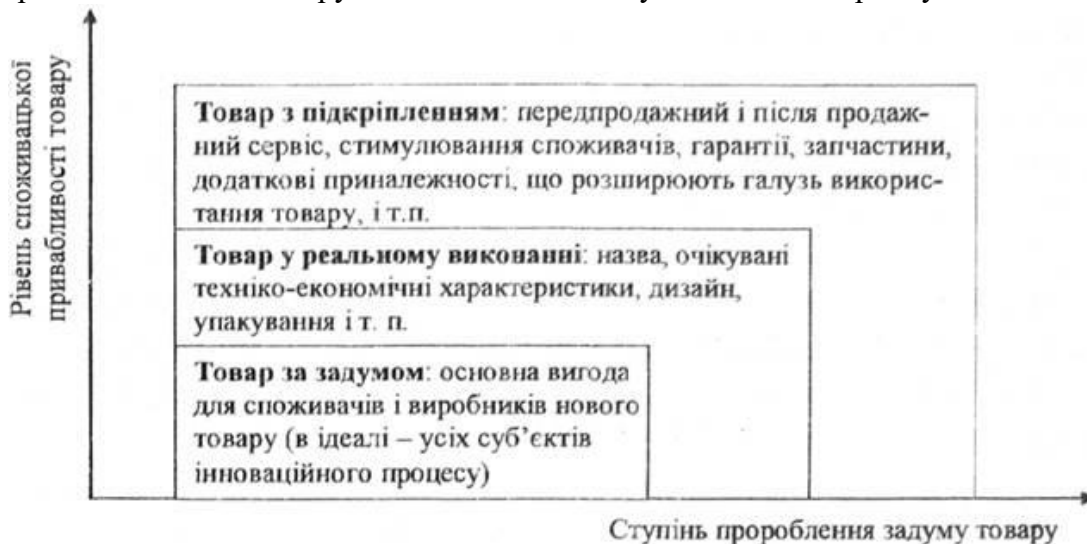 Рівень споживацької
привабливості товару
Товар з підкріпленням: передпродажний і після продаж-
ний сервіс, стимулювання споживачів, гарантії, запчастини,
додаткові приналежності, що розширюють галузь викорис-
тання товару, і т.п.
Товар у реальному виконанні: назва, очікувані
техніко-економічні характеристики, дизайн,
упакування і т. п.
Товар за задумом: основна вигода
для споживачів і виробників нового
товару (в ідеалі – усіх суб’єктів
інноваційного процесу)
Ступінь пророблення задуму товару